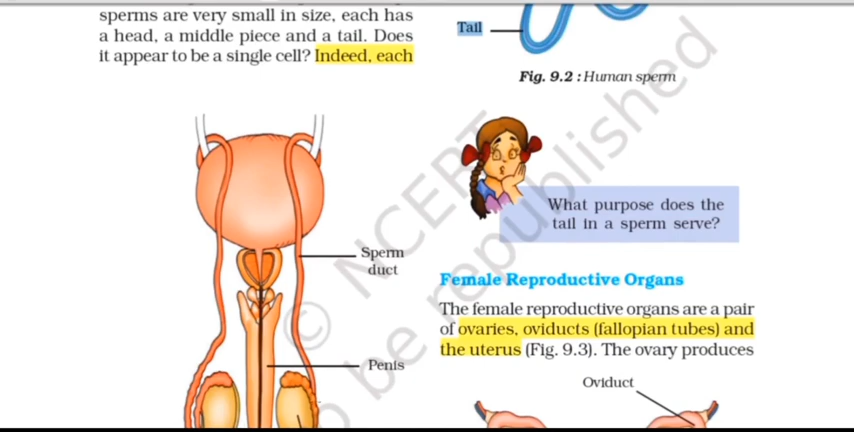 sperms are very small in size, each has
a head, a middle piece and a tail. Does
it appear to be a single cell? Indeed, each
Tail
Fig. 9.2 : Human sperm
What purpose does the
tail in a sperm serve?
Sperm
duct
Penis
Female Reproductive Organs
The female reproductive organs are a pair
of ovaries, oviducts (fallopian tubes) and
the uterus (Fig. 9.3). The ovary produces
Oviduct
© NCERT
be republished